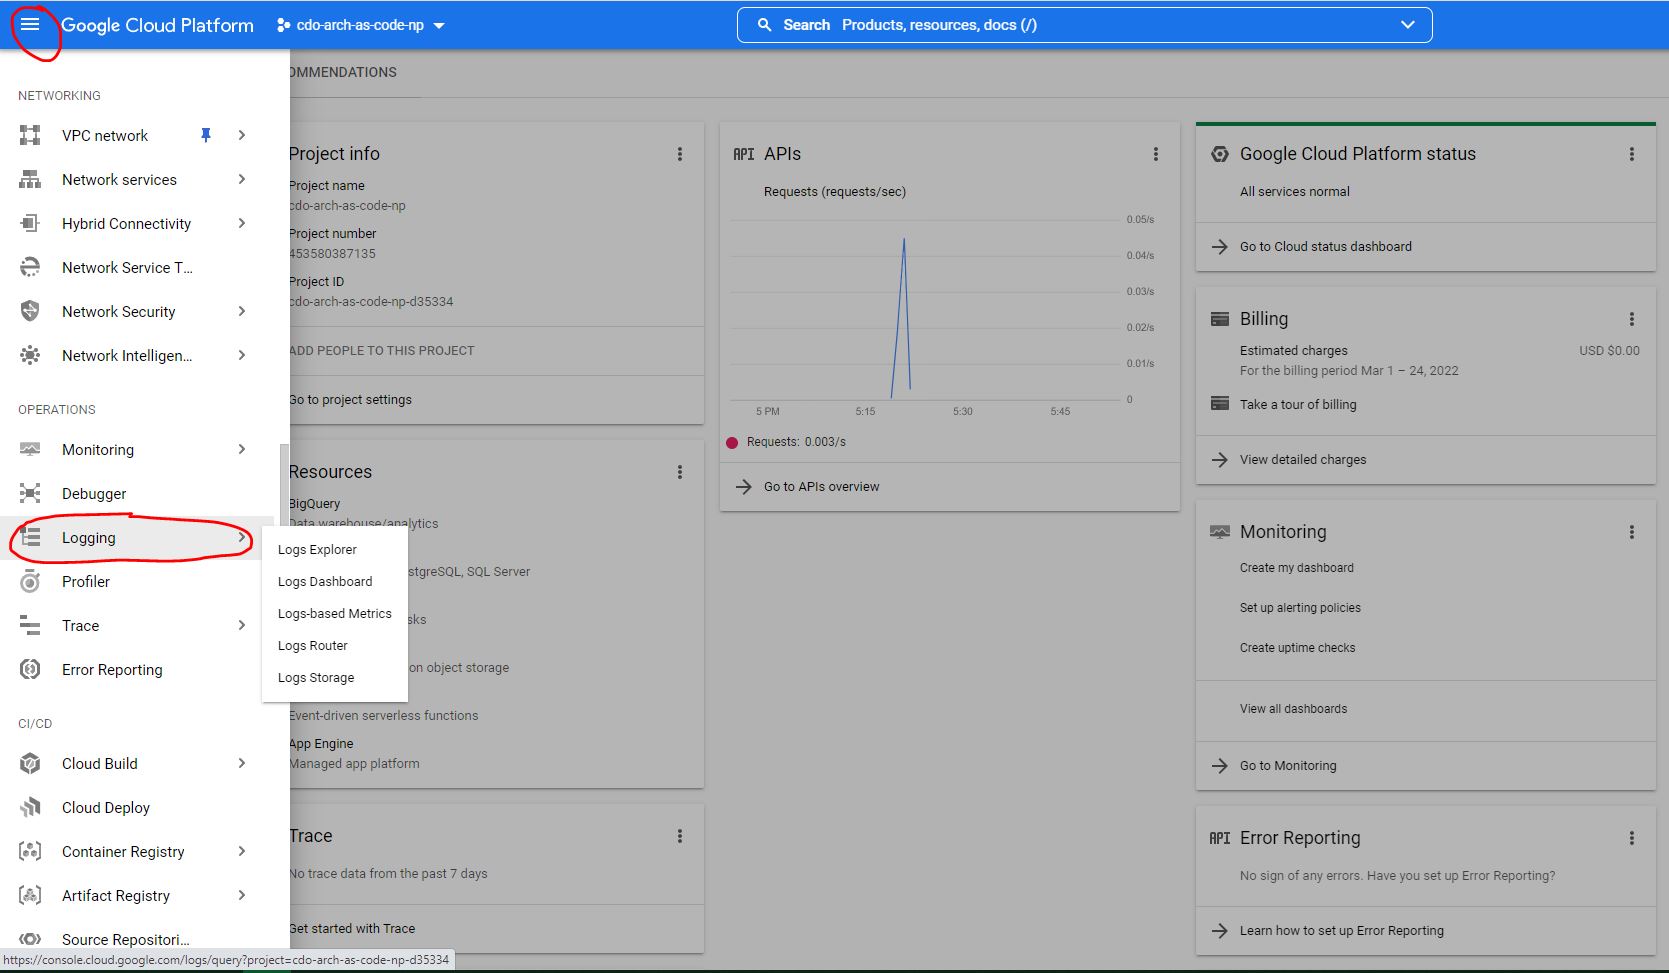 Google Cloud Platform
cdo-arch-as-code-np
Search Products, resources, docs (/)
OMMENDATIONS
NETWORKING
VPC network
Network services
Hybrid Connectivity
Network Service T...
Network Security
Network Intelligen...
OPERATIONS
Monitoring
Debugger
Logging
Profiler
Trace
Error Reporting
CI/CD
Cloud Build
Cloud Deploy
Container Registry
Artifact Registry
Source Repositori...
https://console.cloud.google.com/logs/query?project=cdo-arch-as-code-np-d35334
Logs Explorer
Logs Dashboard
Logs-based Metrics
Logs Router
Logs Storage
Project info
Project name
cdo-arch-as-code-np
Project number
453580387135
Project ID
cdo-arch-as-code-np-d35334
ADD PEOPLE TO THIS PROJECT
Go to project settings
Resources
BigQuery
Data warehouse/analytics
stgreSQL, SQL Server
sks
on object storage
Event-driven serverless functions
App Engine
Managed app platform
Trace
No trace data from the past 7 days
Get started with Trace
API APIs
Requests (requests/sec)
0.05/s
0.04/s
0.03/s
0.02/s
0.01/s
0
5 PM 5:15 5:30 5:45
Requests: 0.003/s
Go to APIs overview
Google Cloud Platform status
All services normal
Go to Cloud status dashboard
Billing
Estimated charges USD $0.00
For the billing period Mar 1 – 24, 2022
Take a tour of billing
View detailed charges
Monitoring
Create my dashboard
Set up alerting policies
Create uptime checks
View all dashboards
Go to Monitoring
API Error Reporting
No sign of any errors. Have you set up Error Reporting?
Learn how to set up Error Reporting